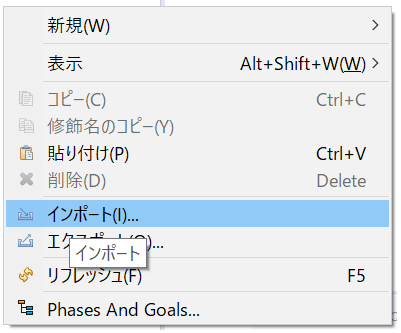 新規(W)
表示 Alt+Shift+W(W)
コピー(C) Ctrl+C
修飾名のコピー(Y)
貼り付け(P) Ctrl+V
削除(D) Delete
インポート(I)...
インポート
リフレッシュ(F) F5
Phases And Goals...